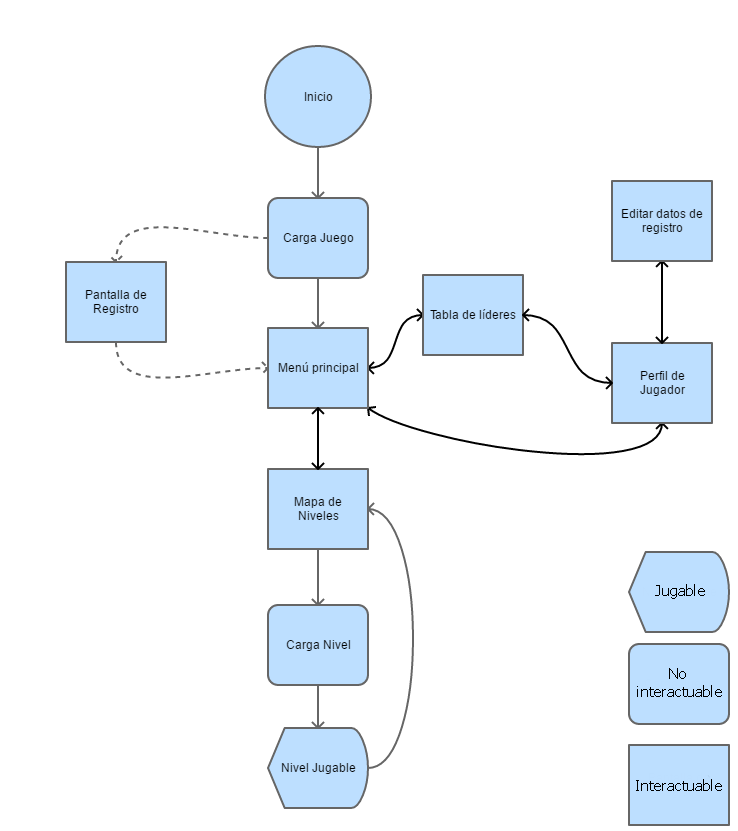 Inicio
Carga Juego
Editar datos de
registro
Pantalla de
Registro
Tabla de líderes
Menú principal
Perfil de
Jugador
Mapa de
Niveles
Carga Nivel
Nivel Jugable
Jugable
No
interactuable
Interactuable